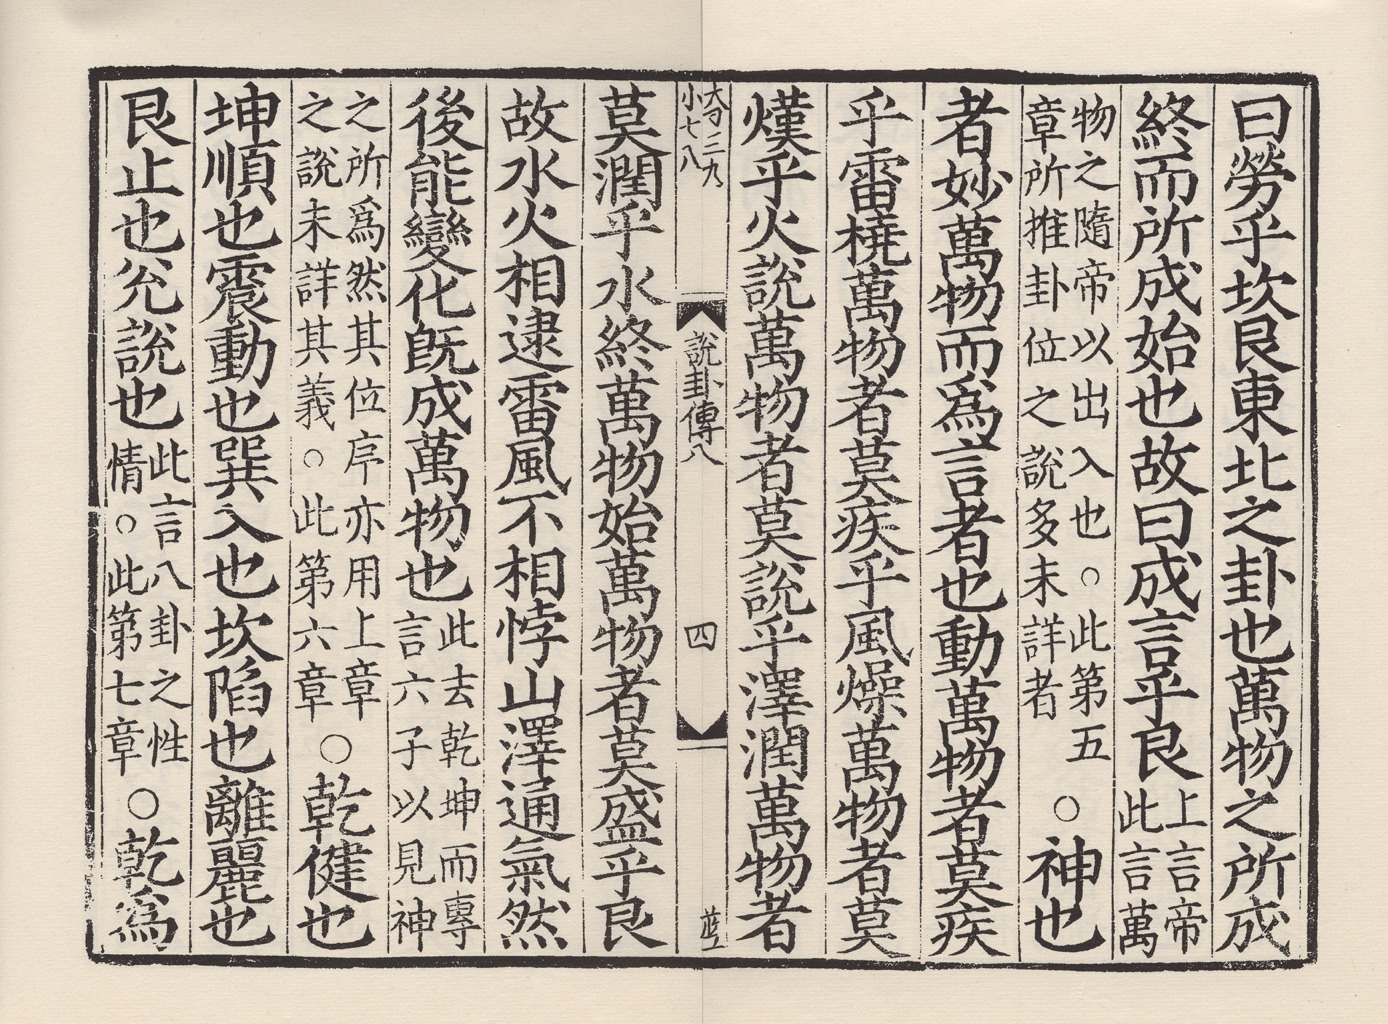 曰勞乎坎艮東北之卦也萬物之所成
終而所成始也故曰成言乎艮上言帝此言萬
物之隨帝以出入也○此第五章所推卦位之說多未詳者○神也
者妙萬物而爲言者也動萬物者莫疾
乎雷橈萬物者莫疾乎風燥萬物者莫
熯乎火說萬物者莫說乎澤潤萬物者
大三九
小七八
說卦傳八
四
莫潤乎水終萬物始萬物者莫盛乎艮
故水火相逮雷風不相悖山澤通氣然
後能變化旣成萬物也此去乾坤而專言六子以見神
之所爲然其位序亦用上章之說未詳其義○此第六章○乾健也
坤順也震動也巽入也坎陷也離麗也
艮止也兊說也此言八卦之性情○此第七章○乾爲